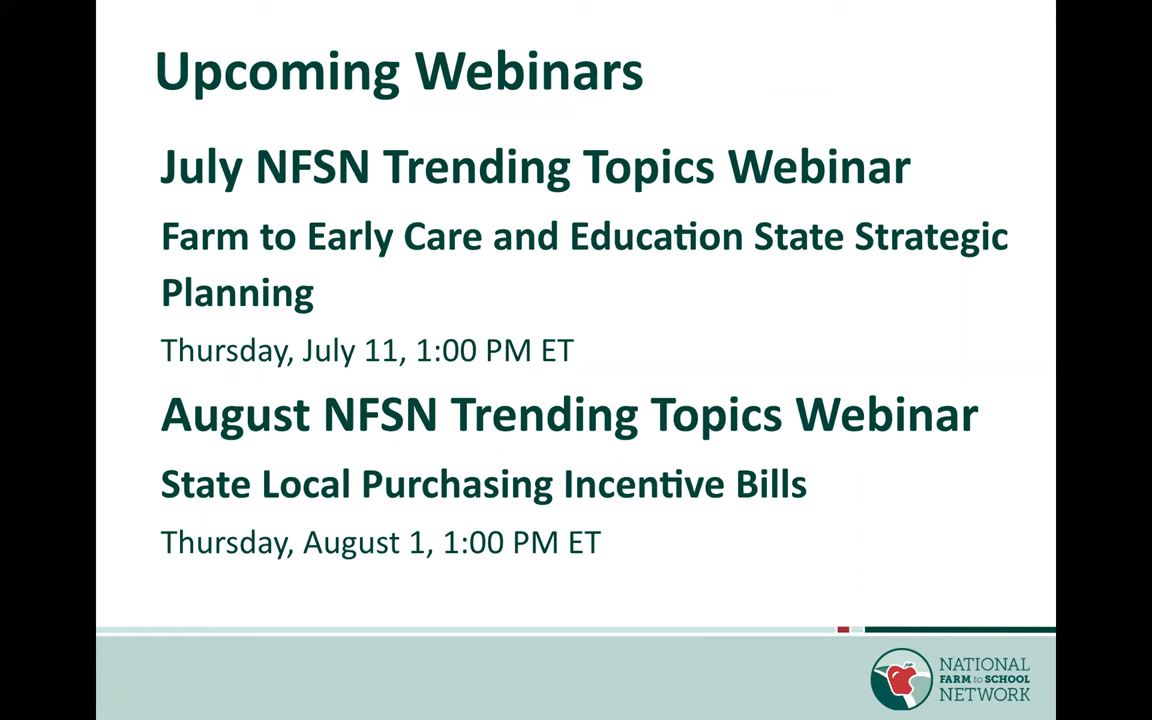 Upcoming Webinars
July NFSN Trending Topics Webinar
Farm to Early Care and Education State Strategic
Planning
Thursday, July 11, 1:00 PM ET
August NFSN Trending Topics Webinar
State Local Purchasing Incentive Bills
Thursday, August 1, 1:00 PM ET
NATIONAL
FARM to SCHOOL
NETWORK